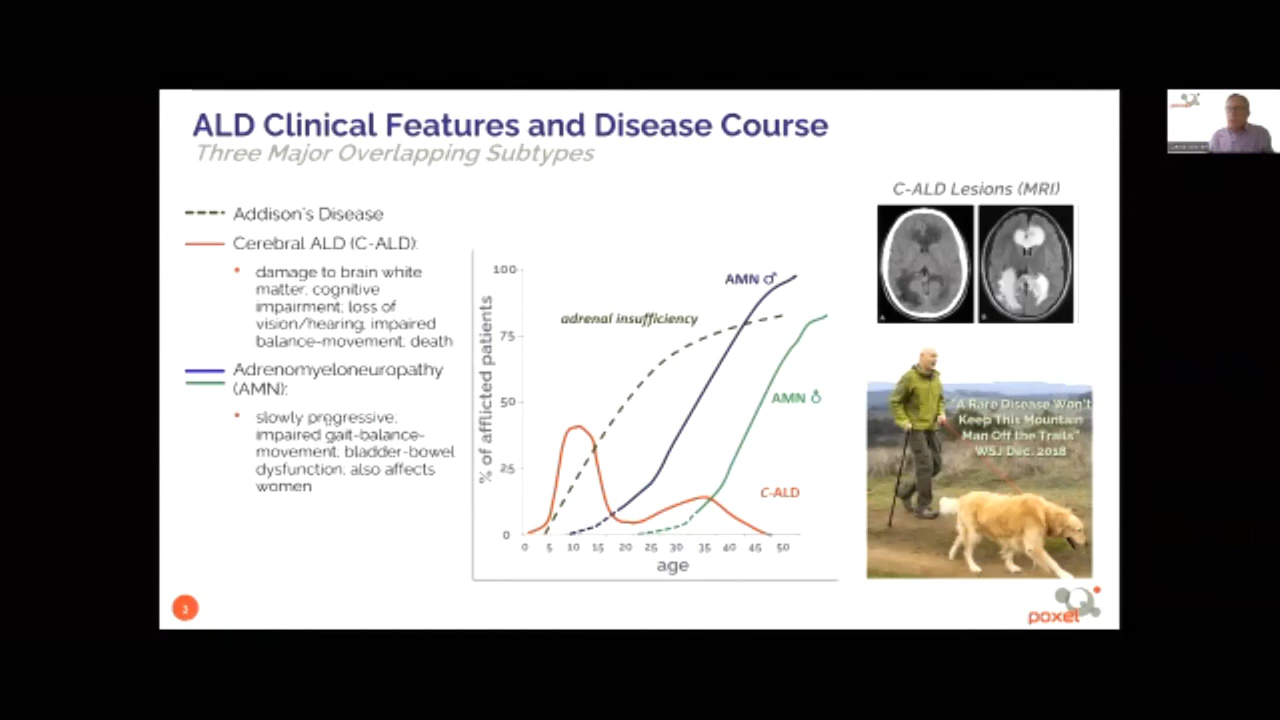 ALD Clinical Features and Disease Course
Three Major Overlapping Subtypes
Addison's Disease
Cerebral ALD (C-ALD):
• damage to brain white
matter; cognitive
impairment; loss of
vision/hearing; impaired
balance-movement, death
Adrenomyeloneuropathy
(AMN):
• slowly progressive;
impaired gait-balance-
movement, bladder-bowel
dysfunction; also affects
women
% of afflicted patients
100
75
50
25
0
0 5 10 15 20 25 30 35 40 45 50
age
adrenal insufficiency
AMN ♂
AMN
C-ALD
C-ALD Lesions (MRI)
A
B
"A Rare Disease Won't
Keep This Mountain
Man Off the Trails"
WSJ Dec. 2018
3
poxel